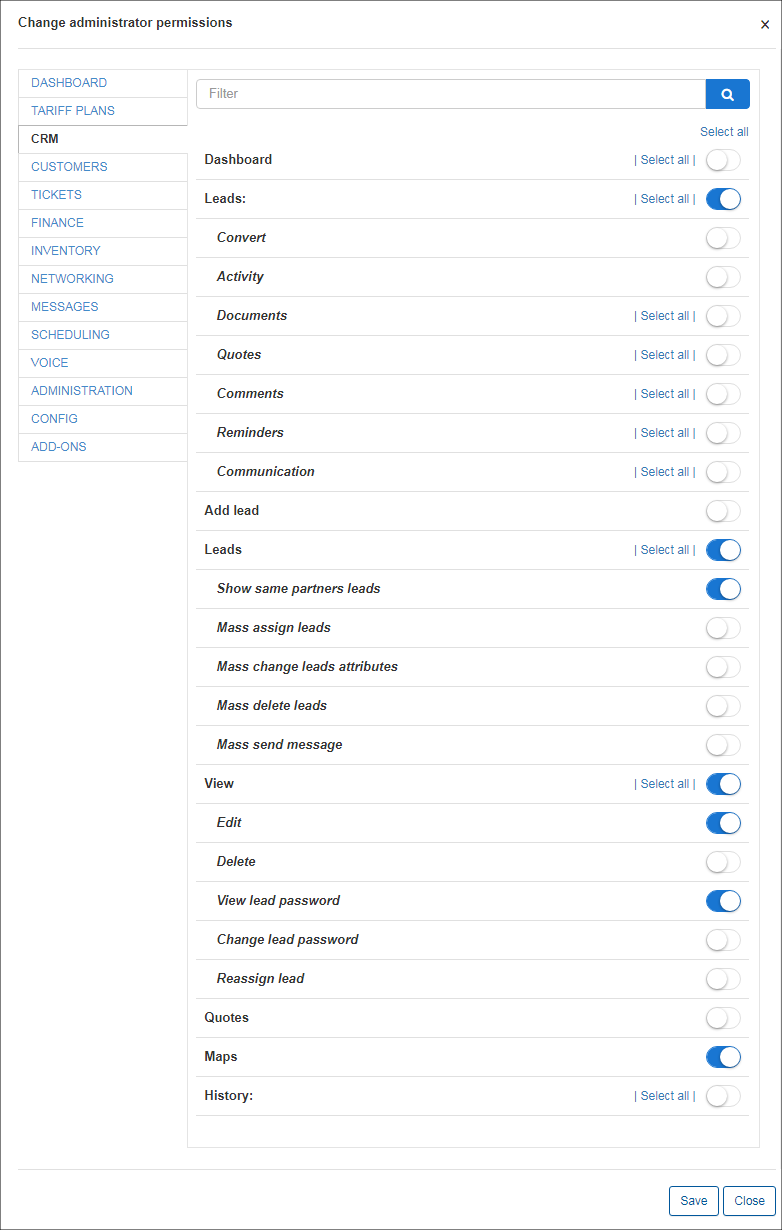 Change administrator permissions
×
DASHBOARD
TARIFF PLANS
CRM
CUSTOMERS
TICKETS
FINANCE
INVENTORY
NETWORKING
MESSAGES
SCHEDULING
VOICE
ADMINISTRATION
CONFIG
ADD-ONS
Filter
Select all
Dashboard | Select all |
Leads: | Select all |
Convert
Activity
Documents | Select all |
Quotes | Select all |
Comments | Select all |
Reminders | Select all |
Communication | Select all |
Add lead
Leads | Select all |
Show same partners leads
Mass assign leads
Mass change leads attributes
Mass delete leads
Mass send message
View | Select all |
Edit
Delete
View lead password
Change lead password
Reassign lead
Quotes
Maps
History: | Select all |
Save Close